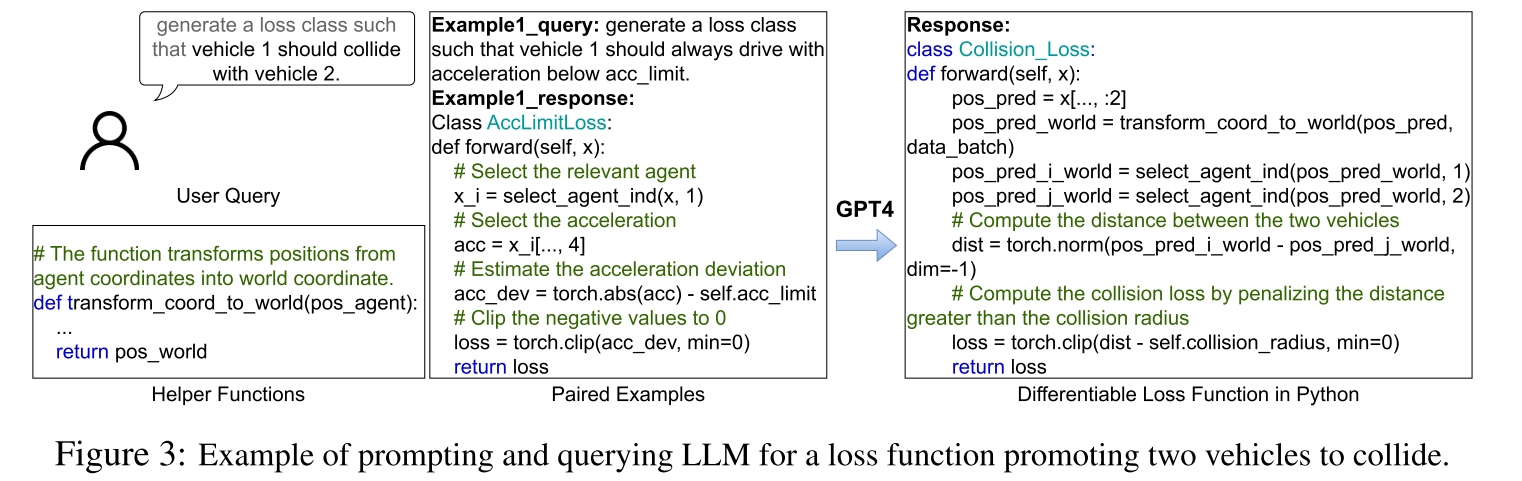 generate a loss class such
that vehicle 1 should collide
with vehicle 2.
User Query
# The function transforms positions from
agent coordinates into world coordinate.
def transform_coord_to_world(pos_agent):
...
return pos_world
Helper Functions
Example1_query: generate a loss class
such that vehicle 1 should always drive with
acceleration below acc_limit.
Example1_response:
Class AccLimitLoss:
def forward(self, x):
# Select the relevant agent
x_i = select_agent_ind(x, 1)
# Select the acceleration
acc = x_i[..., 4]
# Estimate the acceleration deviation
acc_dev = torch.abs(acc) - self.acc_limit
# Clip the negative values to 0
loss = torch.clip(acc_dev, min=0)
return loss
Paired Examples
GPT4
Response:
class Collision_Loss:
def forward(self, x):
pos_pred = x[..., :2]
pos_pred_world = transform_coord_to_world(pos_pred,
data_batch)
pos_pred_i_world = select_agent_ind(pos_pred_world, 1)
pos_pred_j_world = select_agent_ind(pos_pred_world, 2)
# Compute the distance between the two vehicles
dist = torch.norm(pos_pred_i_world - pos_pred_j_world,
dim=-1)
# Compute the collision loss by penalizing the distance
greater than the collision radius
loss = torch.clip(dist - self.collision_radius, min=0)
return loss
Differentiable Loss Function in Python
Figure 3: Example of prompting and querying LLM for a loss function promoting two vehicles to collide.